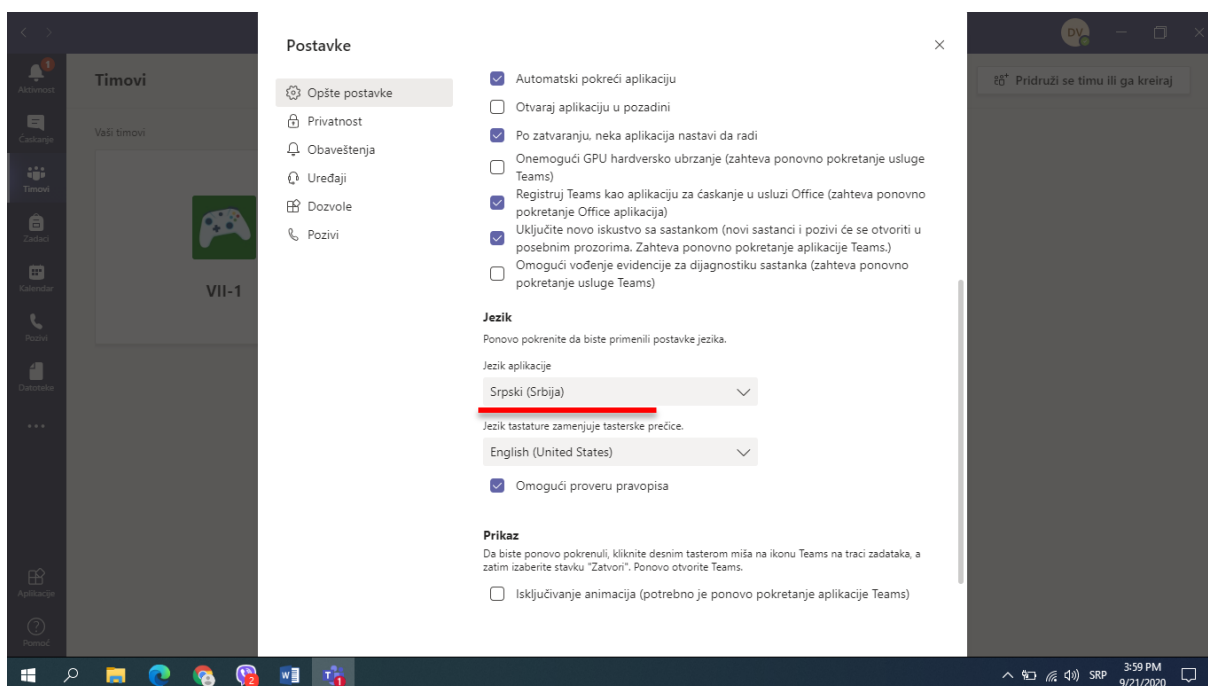 Postavke
DV
1
Aktivnost
Timovi
Pridruži se timu ili ga kreiraj
Ćaskanje
Vaši timovi
Timovi
Zadaci
Kalendar
VII-1
Pozivi
Datoteke
Aplikacije
Pomoć
Opšte postavke
Privatnost
Obaveštenja
Uređaji
Dozvole
Pozivi
Automatski pokreći aplikaciju
Otvaraj aplikaciju u pozadini
Po zatvaranju, neka aplikacija nastavi da radi
Onemogući GPU hardversko ubrzanje (zahteva ponovno pokretanje usluge
Teams)
Registruj Teams kao aplikaciju za ćaskanje u usluzi Office (zahteva ponovno
pokretanje Office aplikacija)
Uključite novo iskustvo sa sastankom (novi sastanci i pozivi će se otvoriti u
posebnim prozorima. Zahteva ponovno pokretanje aplikacije Teams.)
Omogući vođenje evidencije za dijagnostiku sastanka (zahteva ponovno
pokretanje usluge Teams)
Jezik
Ponovo pokrenite da biste primenili postavke jezika.
Jezik aplikacije
Srpski (Srbija)
Jezik tastature zamenjuje tasterske prečice.
English (United States)
Omogući proveru pravopisa
Prikaz
Da biste ponovo pokrenuli, kliknite desnim tasterom miša na ikonu Teams na traci zadataka, a
zatim izaberite stavku "Zatvori". Ponovo otvorite Teams.
Isključivanje animacija (potrebno je ponovo pokretanje aplikacije Teams)
2
W
T
1
SRP
3:59 PM
9/21/2020